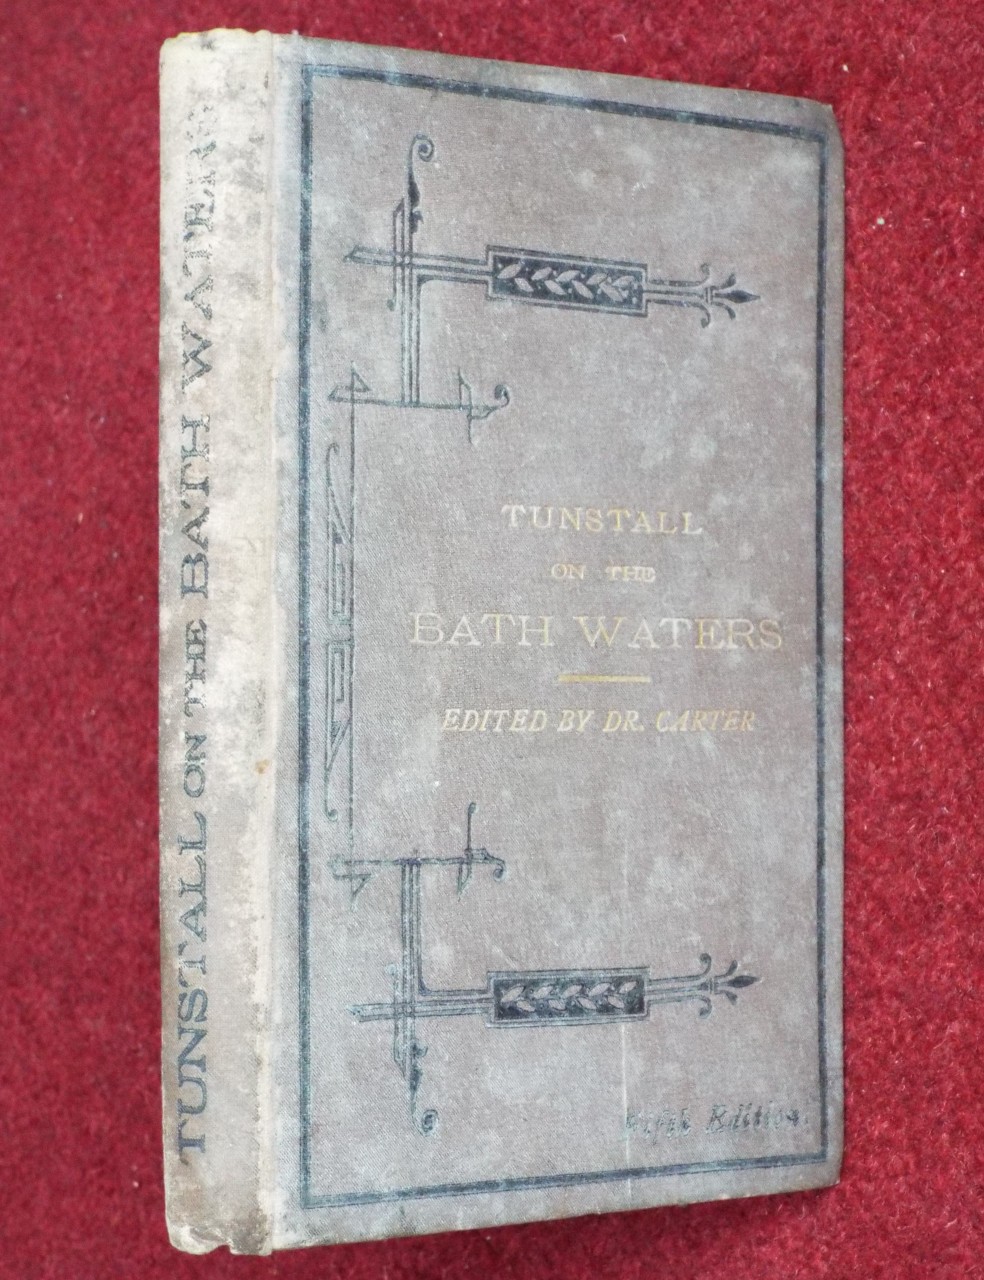 TUNSTALL ON THE BATH WATERS
TUNSTALL
ON THE
BATH WATERS
EDITED BY DR. CARTER
Fifth Edition.